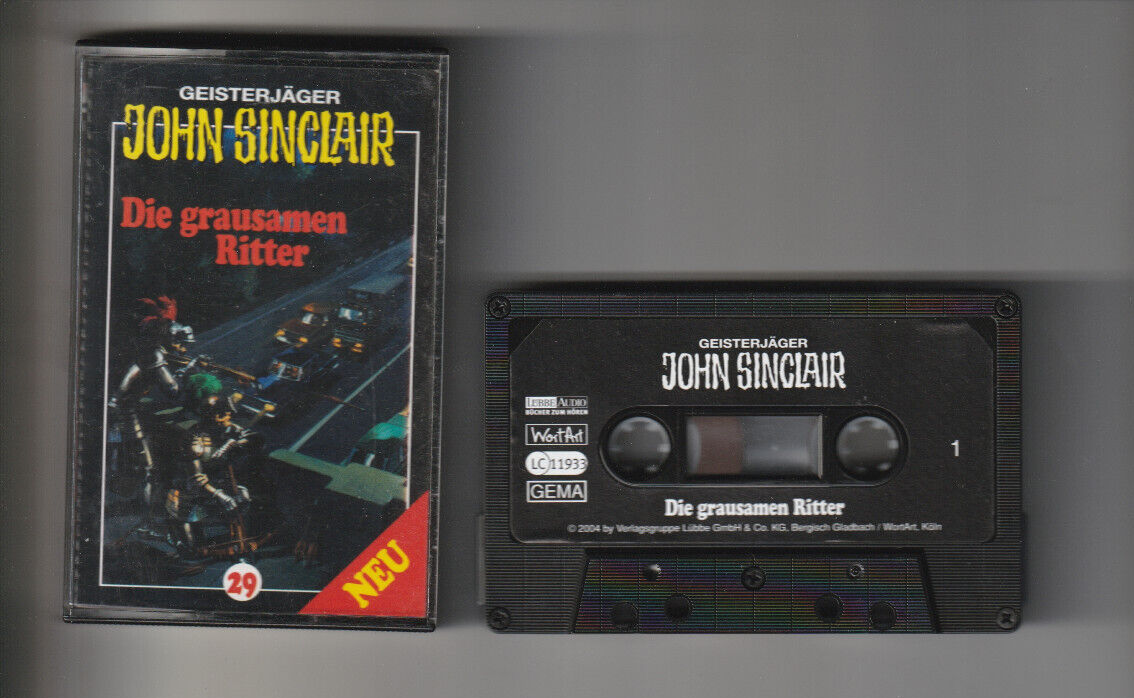 GEISTERJÄGER
JOHN SINCLAIR
Die grausamen
Ritter
29
NEU
GEISTERJÄGER
JOHN SINCLAIR
LÜBBE AUDIO
BÜCHER ZUM HÖREN
WortArt
LC 11933
GEMA
1
Die grausamen Ritter
© 2004 by Verlagsgruppe Lübbe GmbH & Co. KG, Bergisch Gladbach / WortArt, Köln